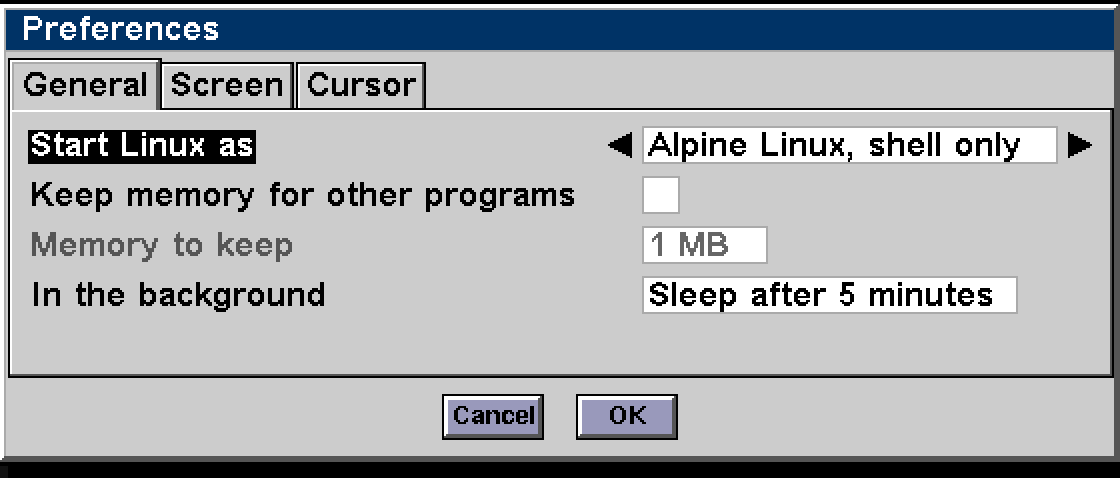 Preferences
General Screen Cursor
Start Linux as Alpine Linux, shell only
Keep memory for other programs
Memory to keep 1 MB
In the background Sleep after 5 minutes
Cancel OK